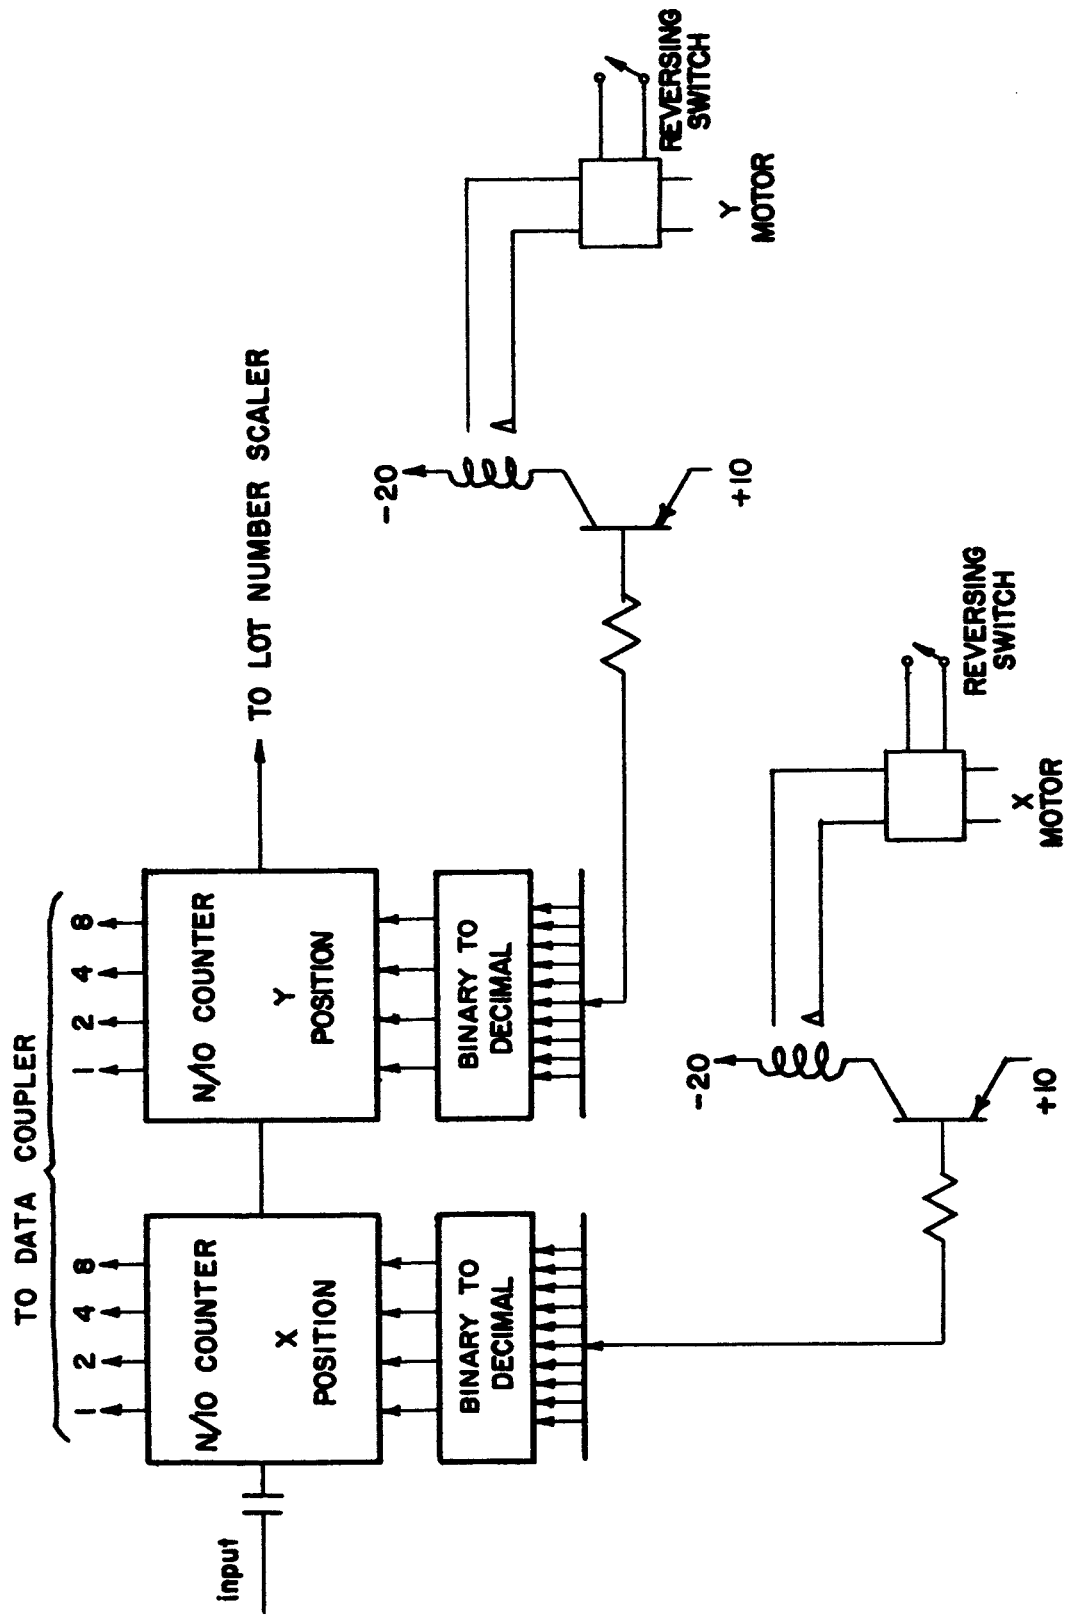 TO DATA COUPLER
1 2 4 8
1 2 4 8
input
N/10 COUNTER
X
POSITION
N/10 COUNTER
Y
POSITION
TO LOT NUMBER SCALER
BINARY TO
DECIMAL
BINARY TO
DECIMAL
-20
+10
REVERSING
SWITCH
Y
MOTOR
-20
+10
REVERSING
SWITCH
X
MOTOR